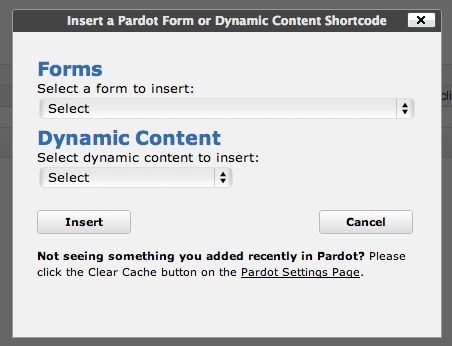 Insert a Pardot Form or Dynamic Content Shortcode
Forms
Select a form to insert:
Select
Dynamic Content
Select dynamic content to insert:
Select
Insert
Cancel
Not seeing something you added recently in Pardot? Please
click the Clear Cache button on the Pardot Settings Page.